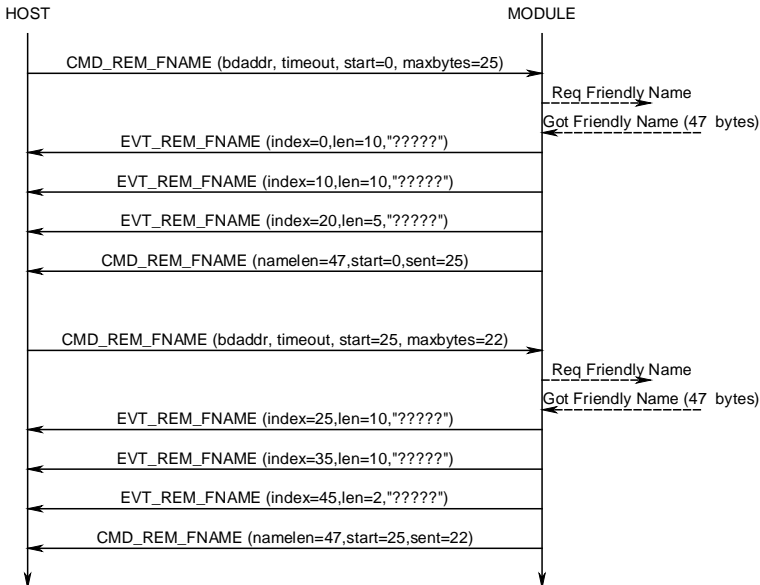 HOST
MODULE
CMD_REM_FNAME (bdaddr, timeout, start=0, maxbytes=25)
Req Friendly Name
Got Friendly Name (47 bytes)
EVT_REM_FNAME (index=0,len=10,"?????")
EVT_REM_FNAME (index=10,len=10,"?????")
EVT_REM_FNAME (index=20,len=5,"?????")
CMD_REM_FNAME (namelen=47,start=0,sent=25)
CMD_REM_FNAME (bdaddr, timeout, start=25, maxbytes=22)
Req Friendly Name
Got Friendly Name (47 bytes)
EVT_REM_FNAME (index=25,len=10,"?????")
EVT_REM_FNAME (index=35,len=10,"?????")
EVT_REM_FNAME (index=45,len=2,"?????")
CMD_REM_FNAME (namelen=47,start=25,sent=22)